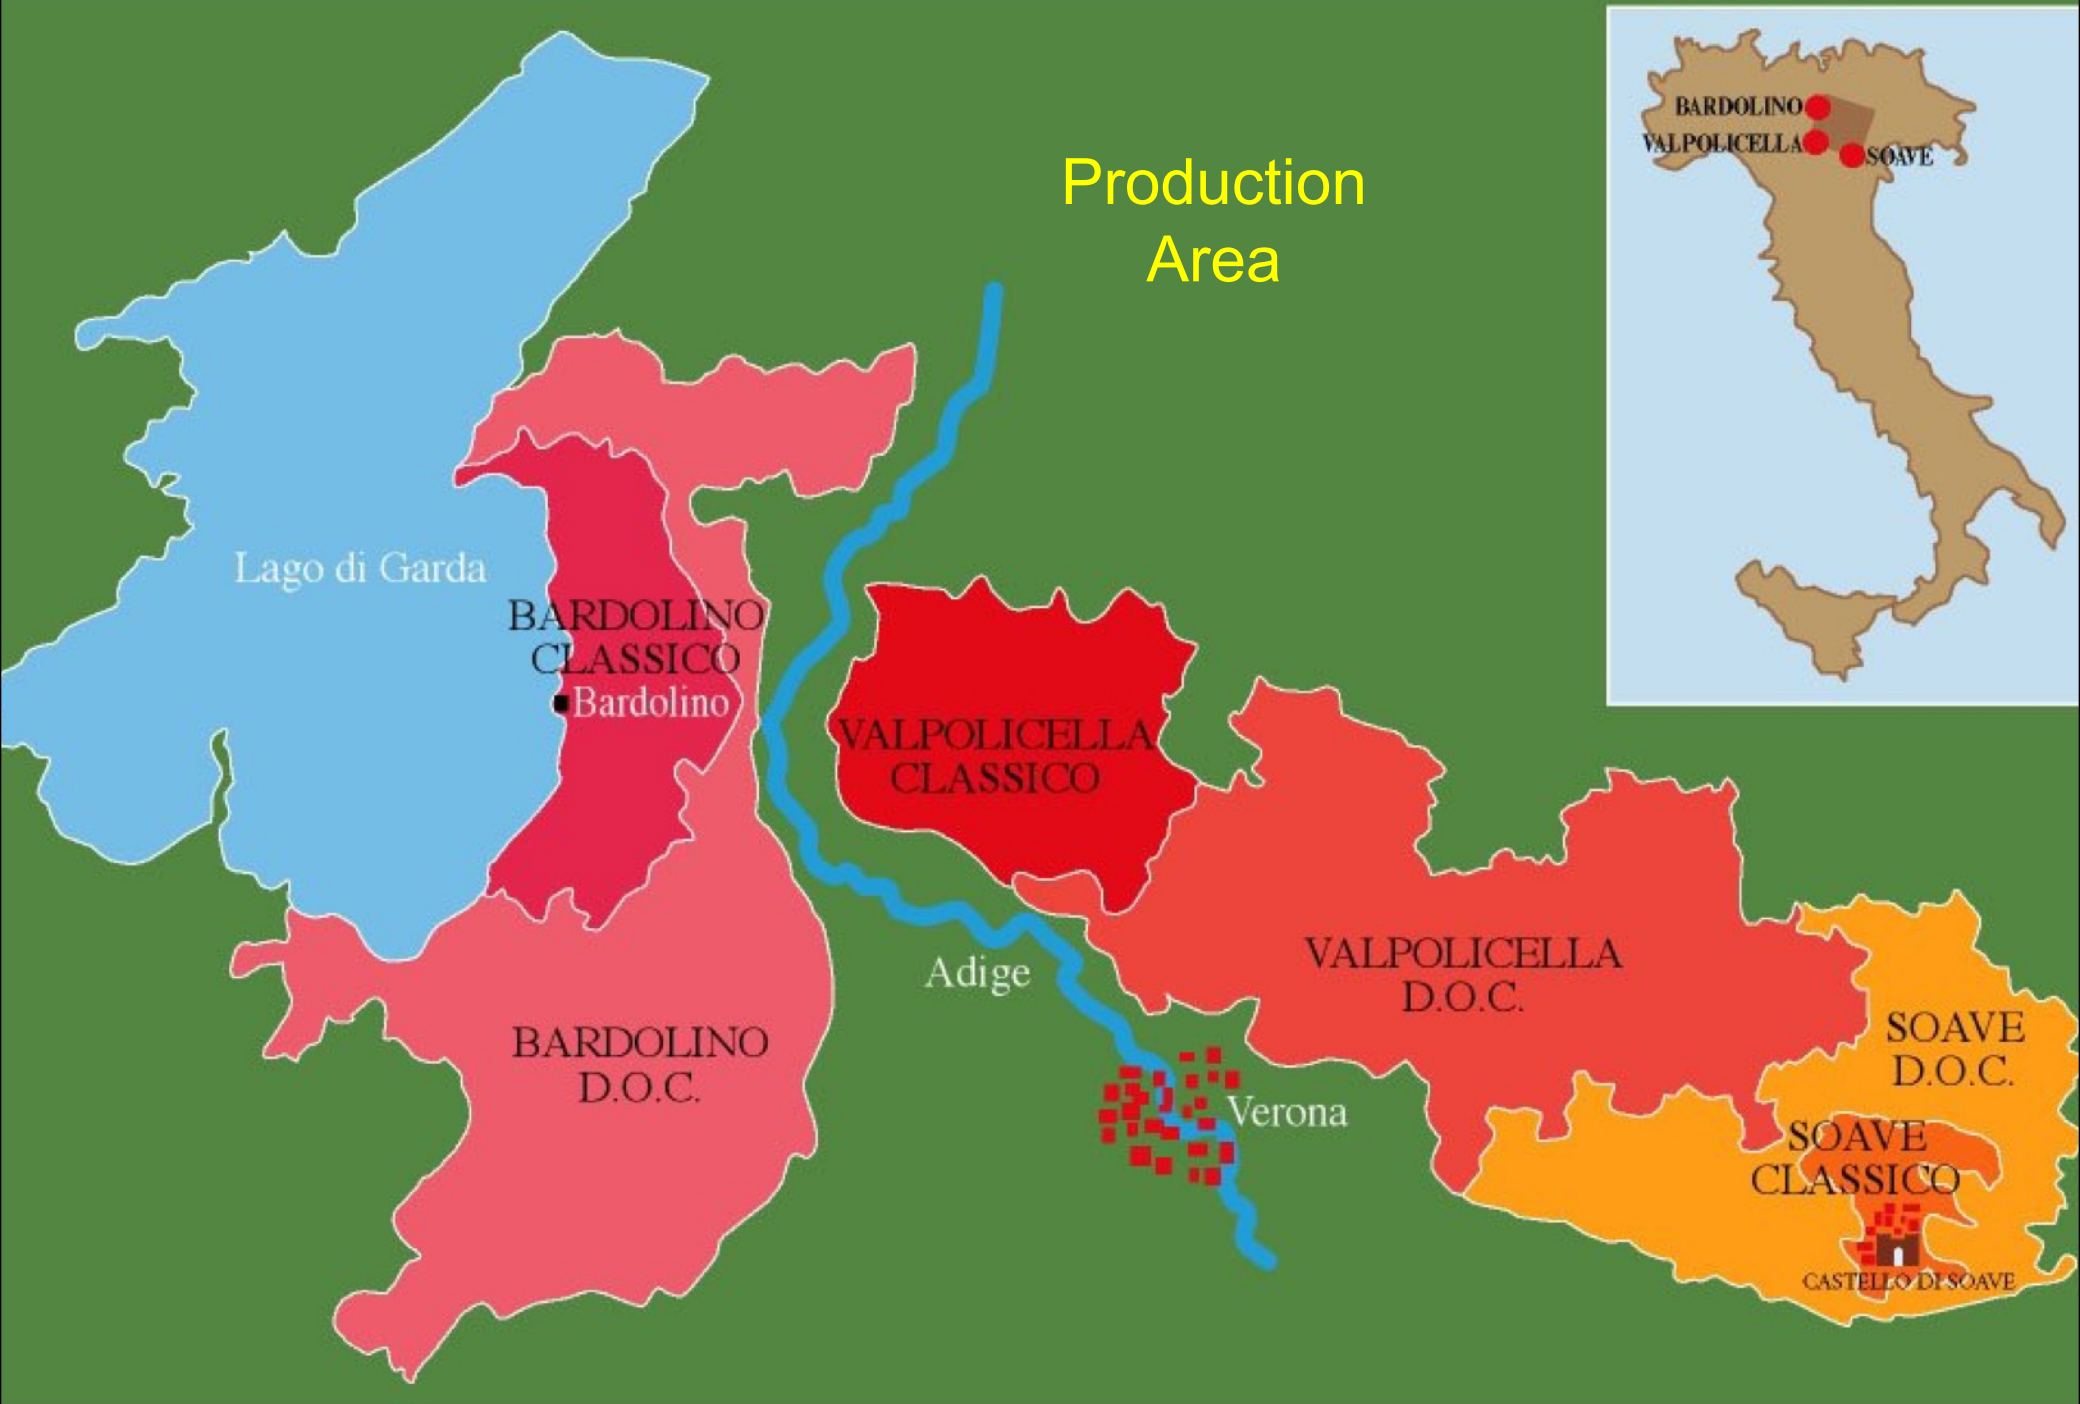 Production
Area
BARDOLINO
VALPOLICELLA
SOAVE
Lago di Garda
BARDOLINO
CLASSICO
Bardolino
VALPOLICELLA
CLASSICO
Adige
VALPOLICELLA
D.O.C.
BARDOLINO
D.O.C.
Verona
SOAVE
D.O.C.
SOAVE
CLASSICO
CASTELLO DI SOAVE